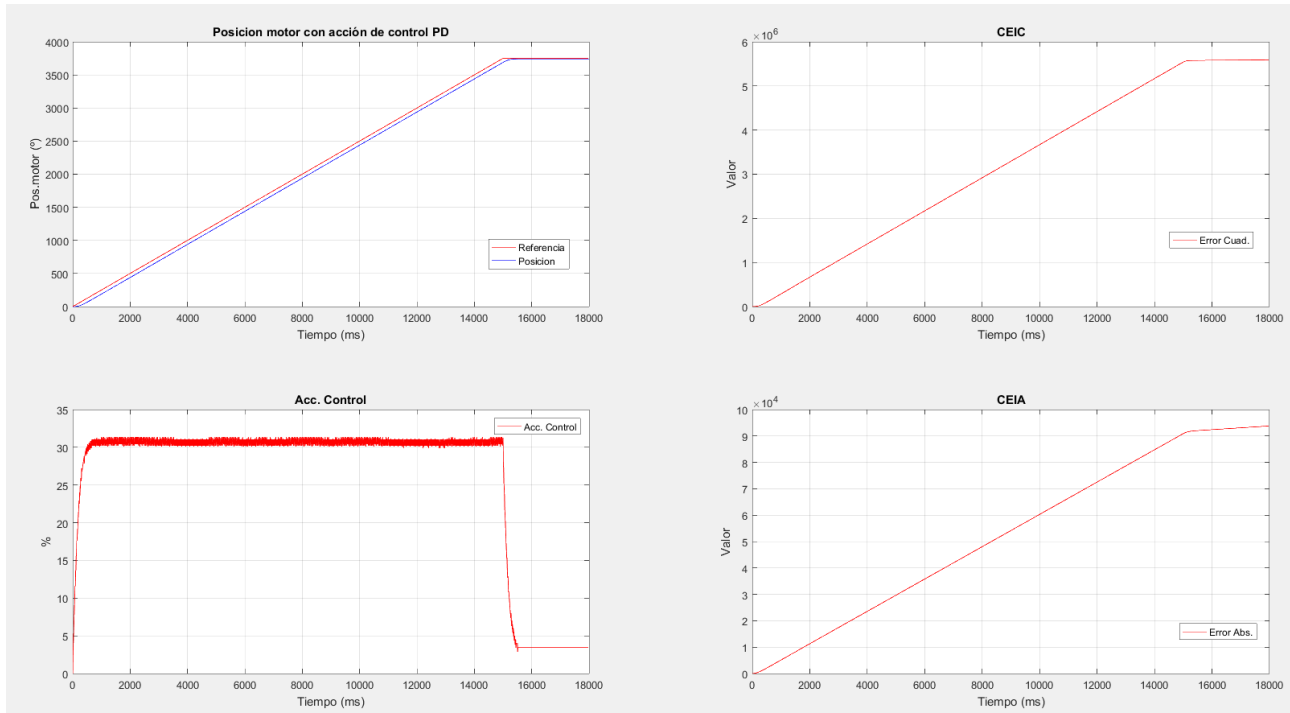 Posicion motor con acción de control PD
4000
3500
3000
2500
2000
1500
1000
500
0
Pos.motor (º)
0 2000 4000 6000 8000 10000 12000 14000 16000 18000
Tiempo (ms)
Referencia
Posicion
CEIC
×10⁶
6
5
4
3
2
1
0
Valor
0 2000 4000 6000 8000 10000 12000 14000 16000 18000
Tiempo (ms)
Error Cuad.
Acc. Control
35
30
25
20
15
10
5
0
%
0 2000 4000 6000 8000 10000 12000 14000 16000 18000
Tiempo (ms)
Acc. Control
CEIA
×10⁴
10
9
8
7
6
5
4
3
2
1
0
Valor
0 2000 4000 6000 8000 10000 12000 14000 16000 18000
Tiempo (ms)
Error Abs.